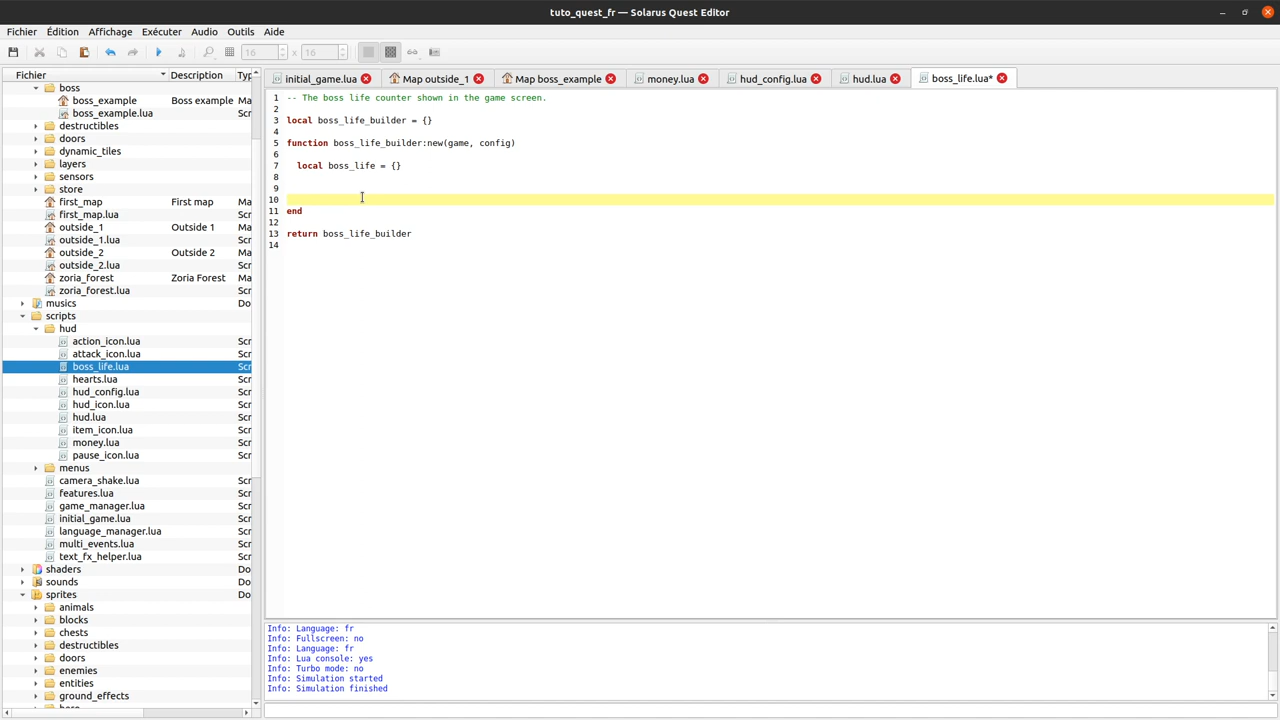 tuto_quest_fr — Solarus Quest Editor
Fichier Édition Affichage Exécuter Audio Outils Aide
16 x 16
Fichier Description Typ
initial_game.lua Map outside_1 Map boss_example money.lua hud_config.lua hud.lua boss_life.lua*
boss
boss_example Boss example Ma
boss_example.lua Scr
destructibles
doors
dynamic_tiles
layers
sensors
store
first_map First map Ma
first_map.lua Scr
outside_1 Outside 1 Ma
outside_1.lua Scr
outside_2 Outside 2 Ma
outside_2.lua Scr
zoria_forest Zoria Forest Ma
zoria_forest.lua Scr
musics Do
scripts Do
hud
action_icon.lua Scr
attack_icon.lua Scr
boss_life.lua Scr
hearts.lua Scr
hud_config.lua Scr
hud_icon.lua Scr
hud.lua Scr
item_icon.lua Scr
money.lua Scr
pause_icon.lua Scr
menus
camera_shake.lua Scr
features.lua Scr
game_manager.lua Scr
initial_game.lua Scr
language_manager.lua Scr
multi_events.lua Scr
text_fx_helper.lua Scr
shaders Do
sounds Do
sprites Do
animals
blocks
chests
destructibles
doors
enemies
entities
ground_effects
1 -- The boss life counter shown in the game screen.
2
3 local boss_life_builder = {}
4
5 function boss_life_builder:new(game, config)
6
7 local boss_life = {}
8
9
10
11 end
12
13 return boss_life_builder
14
Info: Language: fr
Info: Fullscreen: no
Info: Language: fr
Info: Lua console: yes
Info: Turbo mode: no
Info: Simulation started
Info: Simulation finished